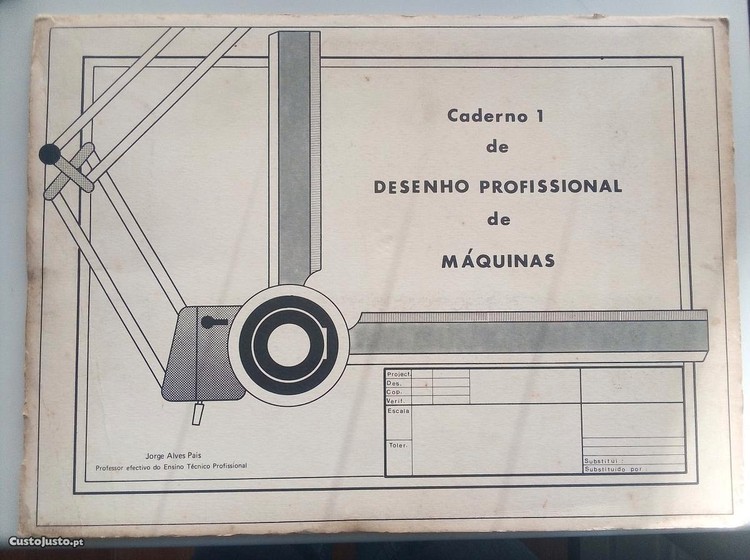 Caderno 1
de
DESENHO PROFISSIONAL
de
MÁQUINAS
Project.
Des.
Cop.
Verif.
Escala
Toler.
Substitui:
Substituido por:
Jorge Alves Pais
Professor efectivo do Ensino Técnico Profissional
CustoJusto.pt